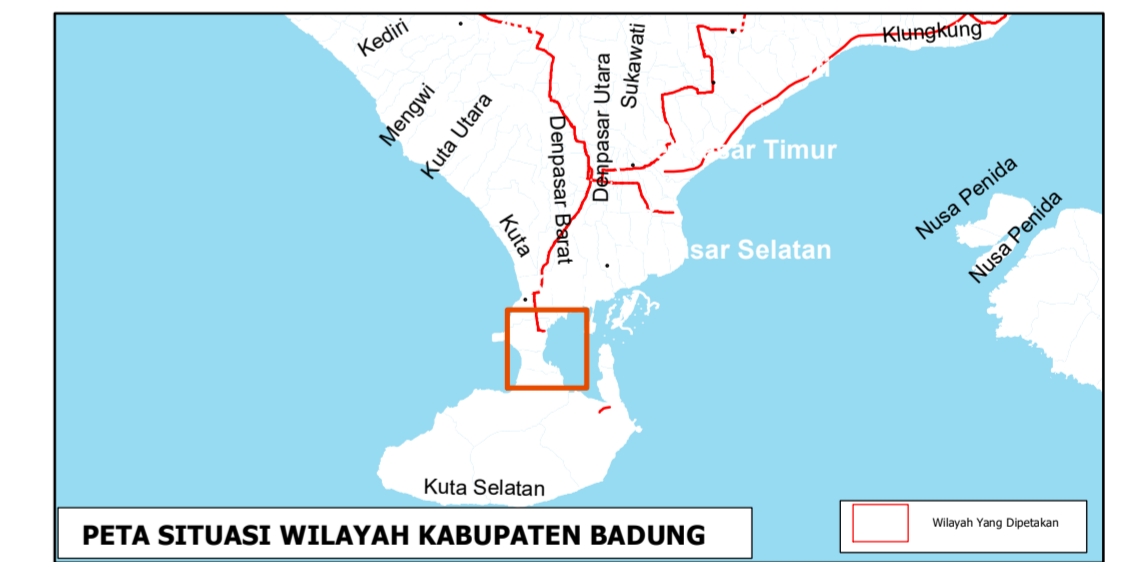 Kediri
Sukawati
Klungkung
Mengwi
Kuta Utara
Denpasar Barat
Denpasar Utara
sar Timur
Nusa Penida
Nusa Penida
Kuta
asar Selatan
Kuta Selatan
PETA SITUASI WILAYAH KABUPATEN BADUNG
Wilayah Yang Dipetakan